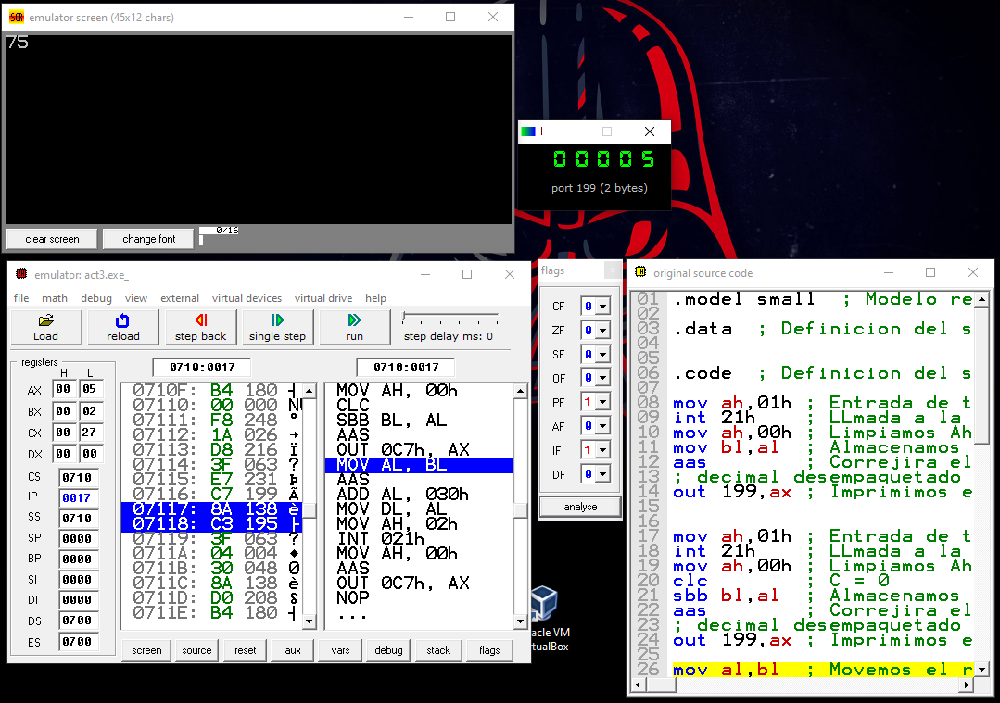 emulator screen (45x12 chars)
75
clear screen
change font
0/16
00005
port 199 (2 bytes)
emulator: act3.exe_
file math debug view external virtual devices virtual drive help
Load
reload
step back
single step
run
step delay ms: 0
registers
H L
AX 00 05
BX 00 02
CX 00 27
DX 00 00
CS 0710
IP 0017
SS 0710
SP 0000
BP 0000
SI 0000
DI 0000
DS 0700
ES 0700
0710:0017
0710F: B4 180 ┤
07110: 00 000 NU
07111: F8 248 °
07112: 1A 026 →
07113: D8 216 Ï
07114: 3F 063 ?
07115: E7 231 Þ
07116: C7 199 Ã
07117: 8A 138 è
07118: C3 195 ├
07119: 3F 063 ?
0711A: 04 004 ♦
0711B: 30 048 0
0711C: 8A 138 è
0711D: D0 208 
0711E: B4 180 ┤
0710:0017
MOV AH, 00h
CLC
SBB BL, AL
AAS
OUT 0C7h, AX
MOV AL, BL
AAS
ADD AL, 030h
MOV DL, AL
MOV AH, 02h
INT 021h
MOV AH, 00h
AAS
OUT 0C7h, AX
NOP
...
screen
source
reset
aux
vars
debug
stack
flags
flags
CF 0
ZF 0
SF 0
OF 0
PF 1
AF 0
IF 1
DF 0
analyse
acle VM
tualBox
original source code
01 .model small ; Modelo re
02
03 .data ; Definicion del s
04
05
06 .code ; Definicion del s
07
08 mov ah,01h ; Entrada de t
09 int 21h ; LLmada a la
10 mov ah,00h ; Limpiamos Ah
11 mov bl,al ; Almacenamos
12 aas ; Correjira el
13 ; decimal desempaquetado
14 out 199,ax ; Imprimimos e
15
16
17 mov ah,01h ; Entrada de t
18 int 21h ; LLmada a la
19 mov ah,00h ; Limpiamos Ah
20 clc ; C = 0
21 sbb bl,al ; Almacenamos
22 aas ; Correjira el
23 ; decimal desempaquetado
24 out 199,ax ; Imprimimos e
25
26 mov al,bl ; Movemos el r